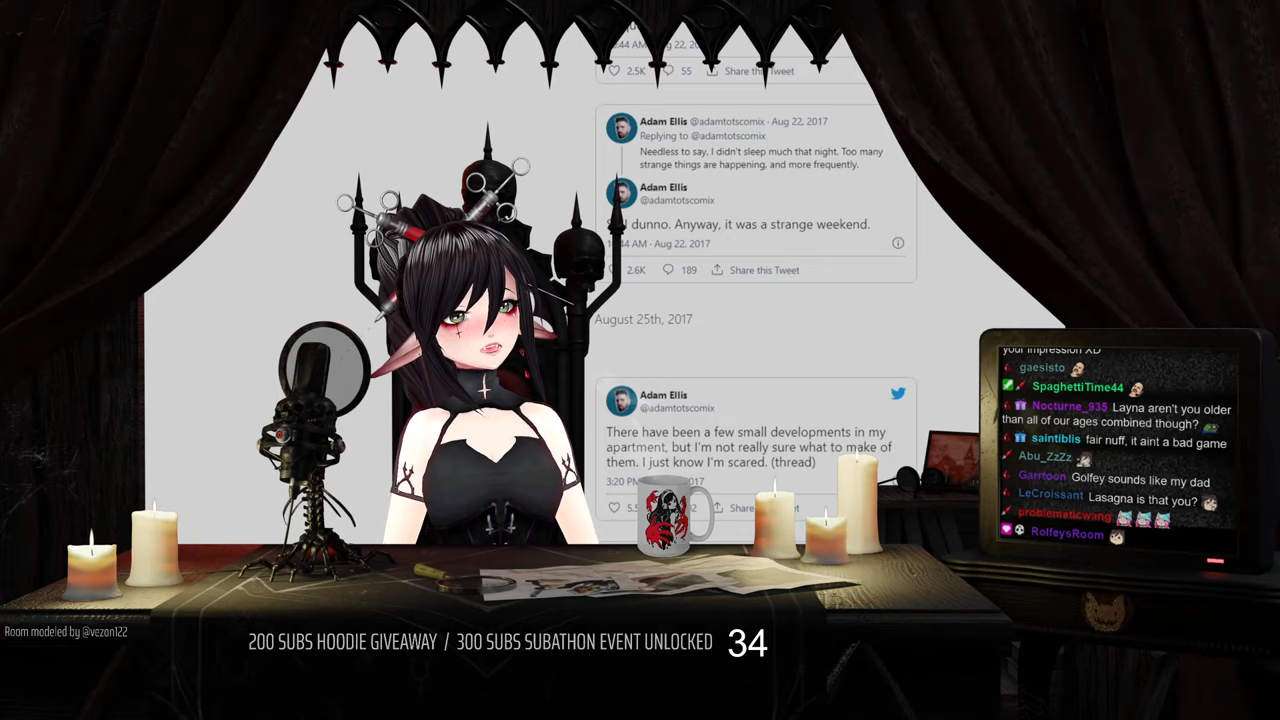 2.5K 55 Share this Tweet
Adam Ellis @adamtotscomix · Aug 22, 2017
Replying to @adamtotscomix
Needless to say, I didn't sleep much that night. Too many
strange things are happening, and more frequently.
Adam Ellis
@adamtotscomix
I dunno. Anyway, it was a strange weekend.
44 AM · Aug 22, 2017
2.6K 189 Share this Tweet
August 25th, 2017
Adam Ellis
@adamtotscomix
There have been a few small developments in my
apartment, but I'm not really sure what to make of
them. I just know I'm scared. (thread)
3:20 PM
your impression XD
gaesisto
SpaghettiTime44
Nocturne_935 Layna aren't you older
than all of our ages combined though?
saintiblis fair nuff, it aint a bad game
Abu_ZzZz
Garrtoon Golfey sounds like my dad
LeCroissant Lasagna is that you?
problematicwang
RolfeysRoom
Room modeled by @vezon122
200 SUBS HOODIE GIVEAWAY / 300 SUBS SUBATHON EVENT UNLOCKED 34